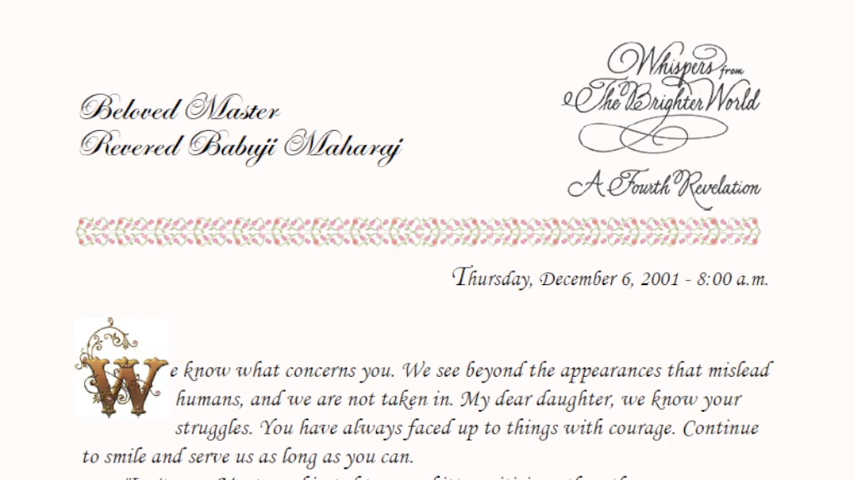 Whispers from
The Brighter World
A Fourth Revelation
Beloved Master
Revered Babuji Maharaj
Thursday, December 6, 2001 - 8:00 a.m.
We know what concerns you. We see beyond the appearances that mislead
humans, and we are not taken in. My dear daughter, we know your
struggles. You have always faced up to things with courage. Continue
to smile and serve us as long as you can.